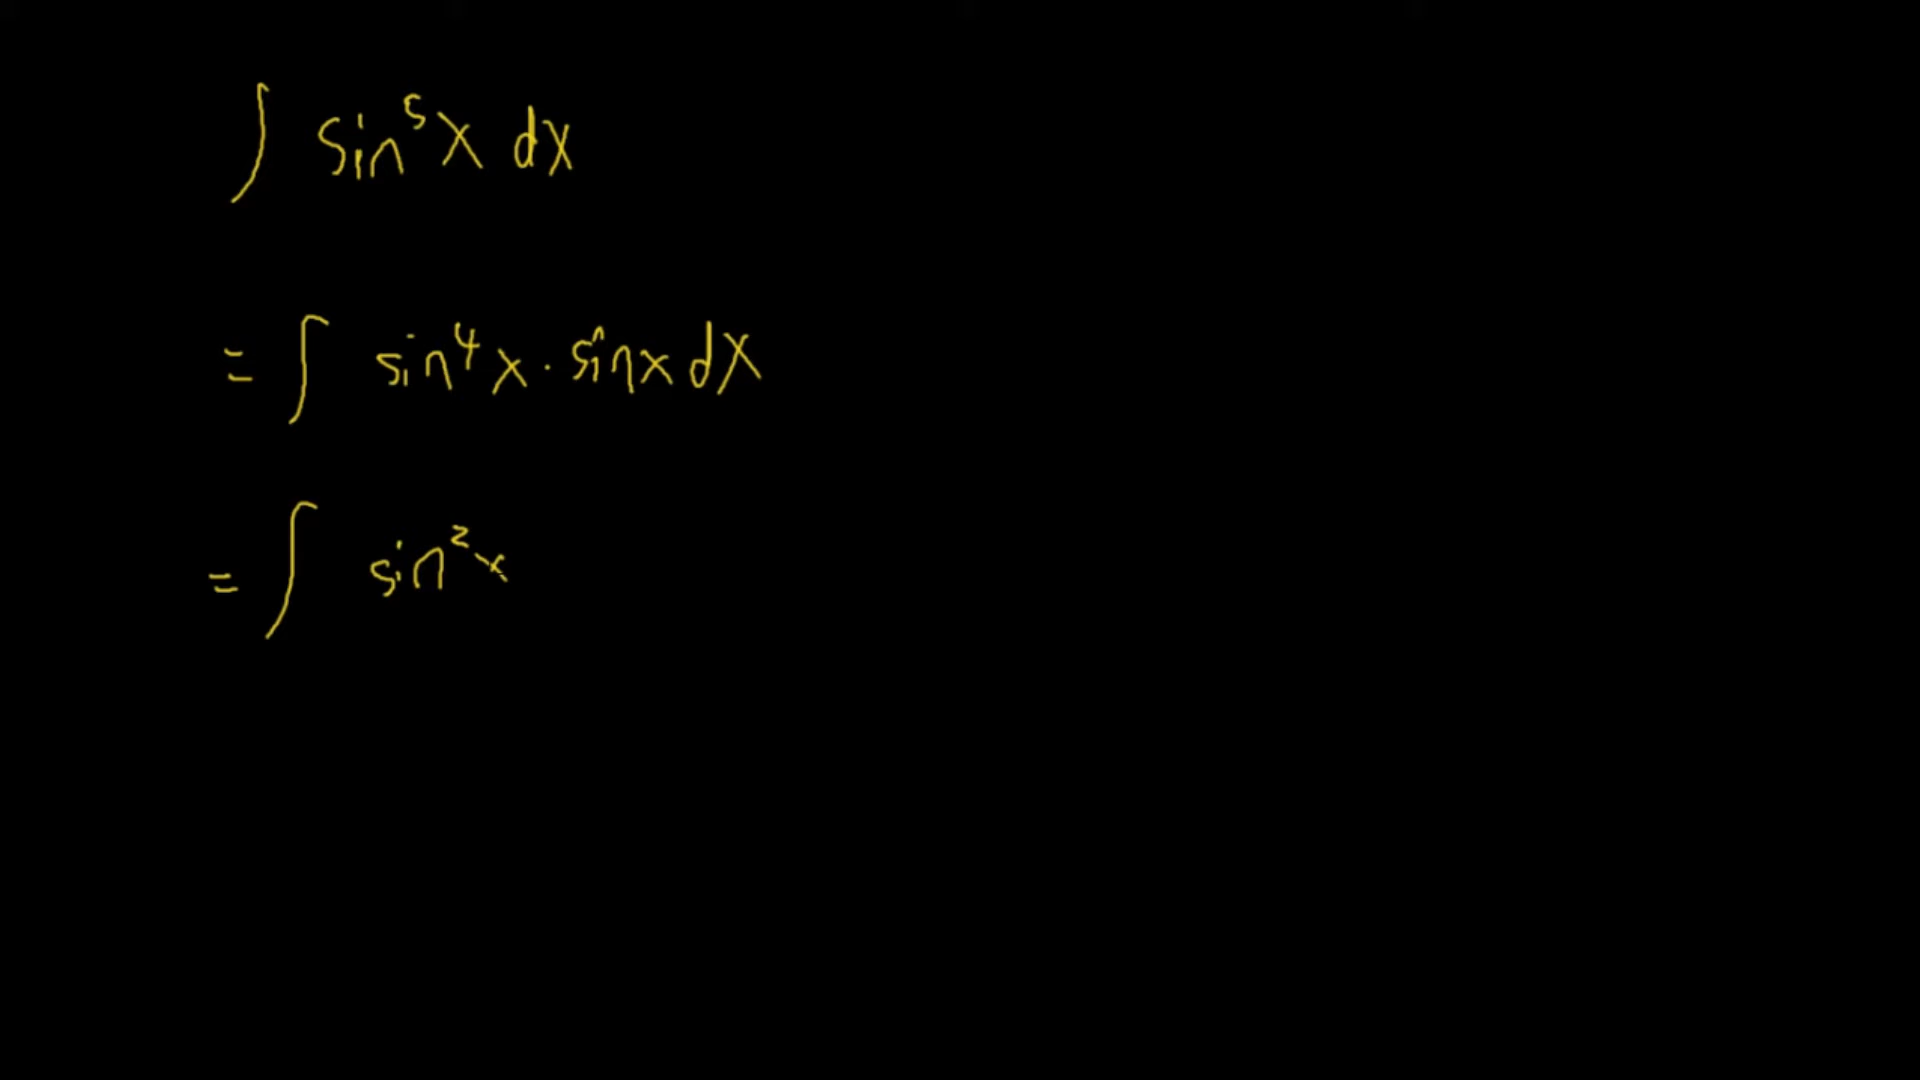 ∫ sin⁵x dx
= ∫ sin⁴x · sinx dx
= ∫ sin²x